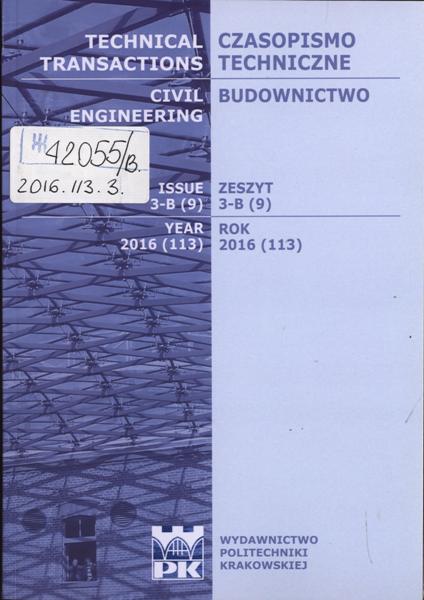 TECHNICAL
TRANSACTIONS
CZASOPISMO
TECHNICZNE
CIVIL
ENGINEERING
BUDOWNICTWO
42055/B.
2016.113.3.
ISSUE
3-B (9)
ZESZYT
3-B (9)
YEAR
2016 (113)
ROK
2016 (113)
PK
WYDAWNICTWO
POLITECHNIKI
KRAKOWSKIEJ